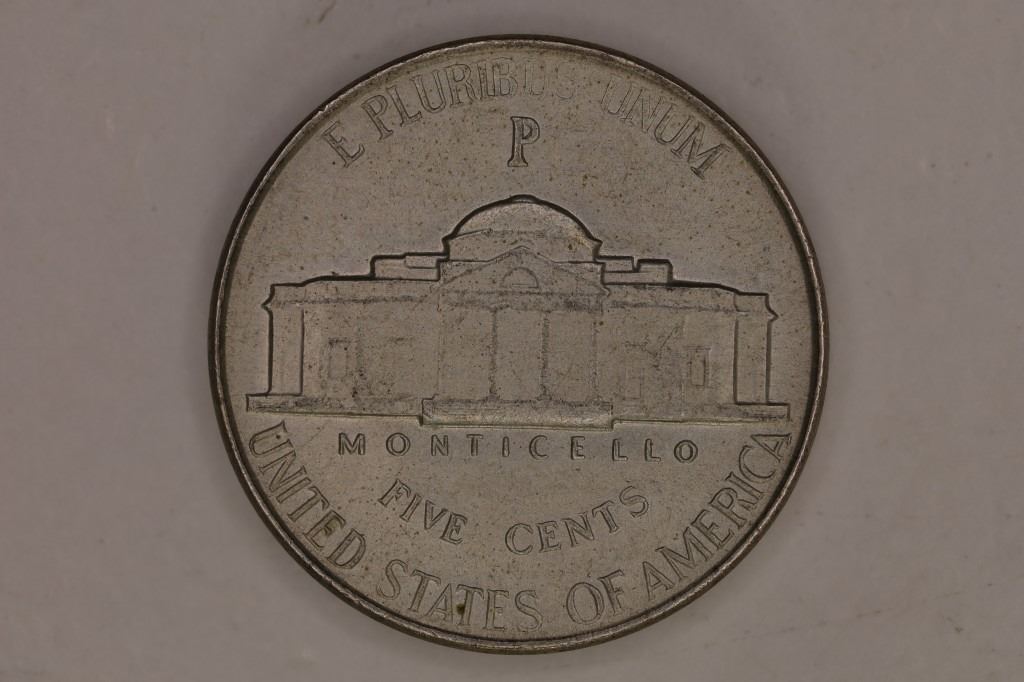 E PLURIBUS UNUM
P
MONTICELLO
FIVE CENTS
UNITED STATES OF AMERICA